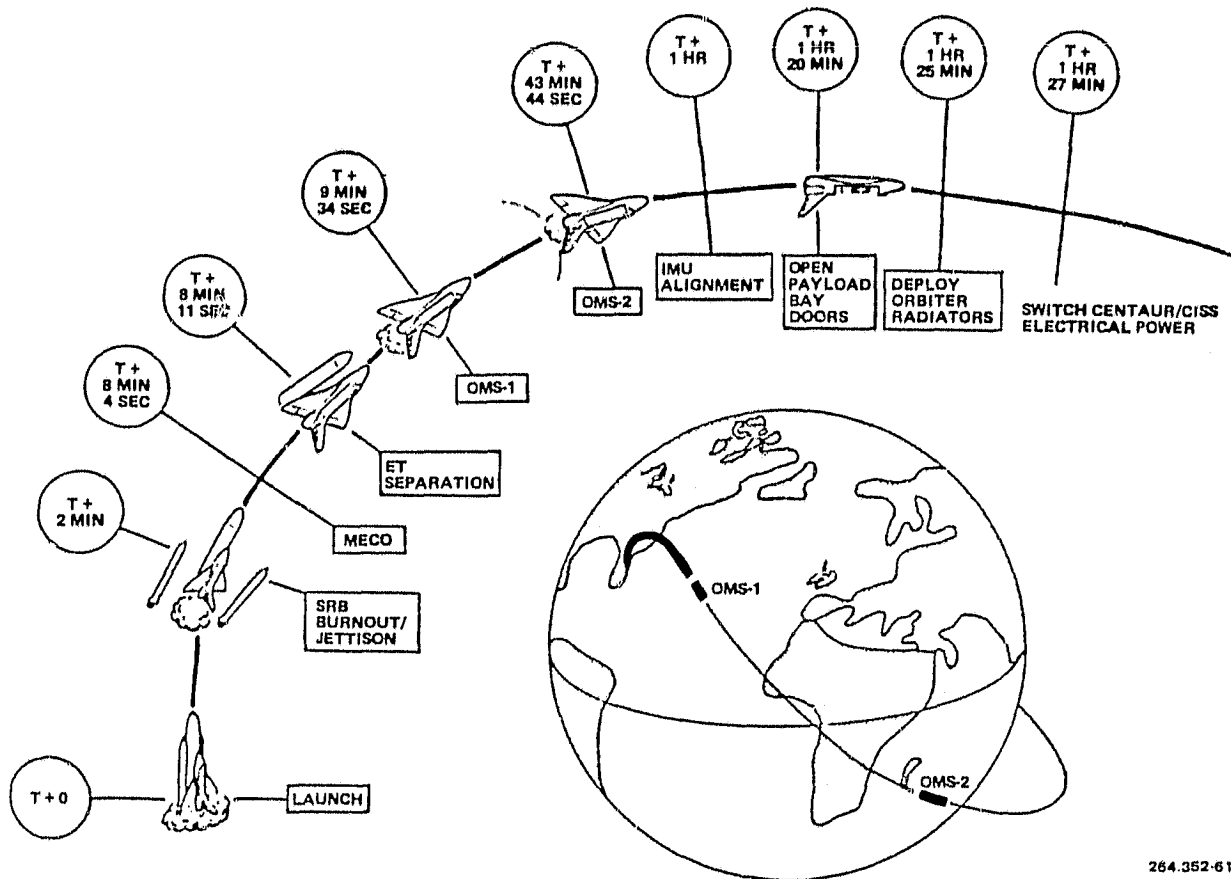 T +
43 MIN
44 SEC
T +
1 HR
T +
1 HR
20 MIN
T +
1 HR
25 MIN
T +
1 HR
27 MIN
T +
9 MIN
34 SEC
OMS-2
IMU
ALIGNMENT
OPEN
PAYLOAD
BAY
DOORS
DEPLOY
ORBITER
RADIATORS
SWITCH CENTAUR/CISS
ELECTRICAL POWER
T +
8 MIN
11 SEC
OMS-1
T +
8 MIN
4 SEC
ET
SEPARATION
T +
2 MIN
MECO
SRB
BURNOUT/
JETTISON
T + 0
LAUNCH
OMS-1
OMS-2
264.352-61